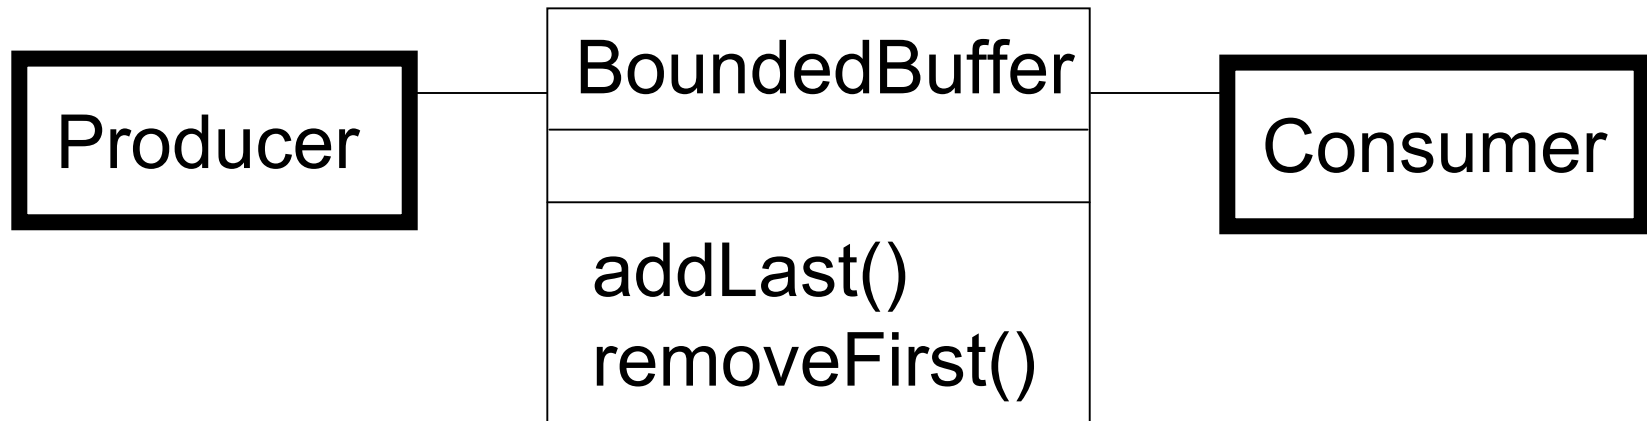 Producer
BoundedBuffer
addLast()
removeFirst()
Consumer